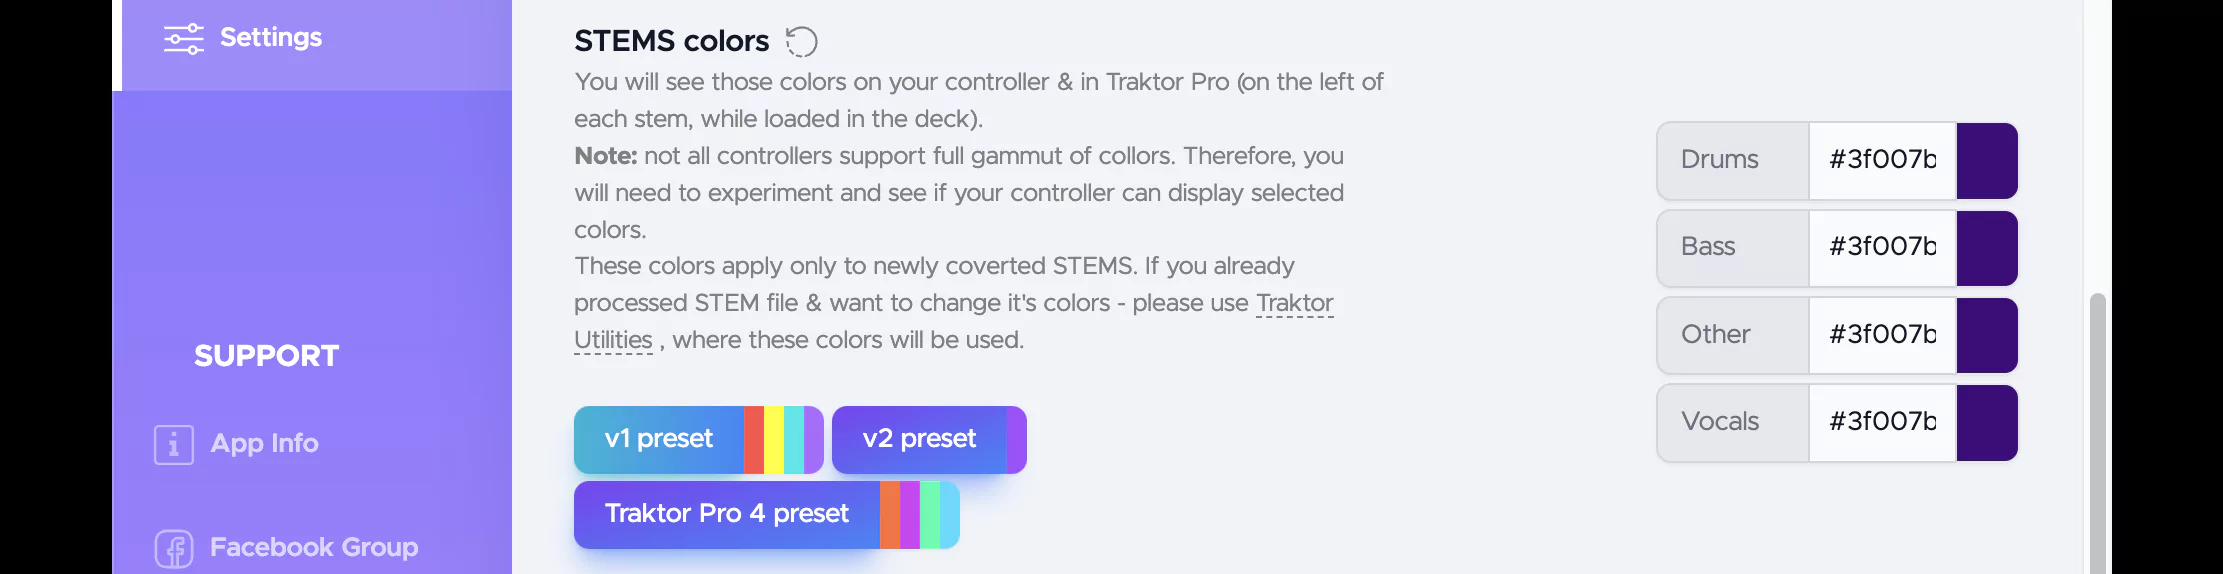 Settings
SUPPORT
App Info
Facebook Group
STEMS colors
You will see those colors on your controller & in Traktor Pro (on the left of
each stem, while loaded in the deck).
Note: not all controllers support full gammut of collors. Therefore, you
will need to experiment and see if your controller can display selected
colors.
These colors apply only to newly coverted STEMS. If you already
processed STEM file & want to change it's colors - please use Traktor
Utilities , where these colors will be used.
v1 preset
v2 preset
Traktor Pro 4 preset
Drums #3f007b
Bass #3f007b
Other #3f007b
Vocals #3f007b